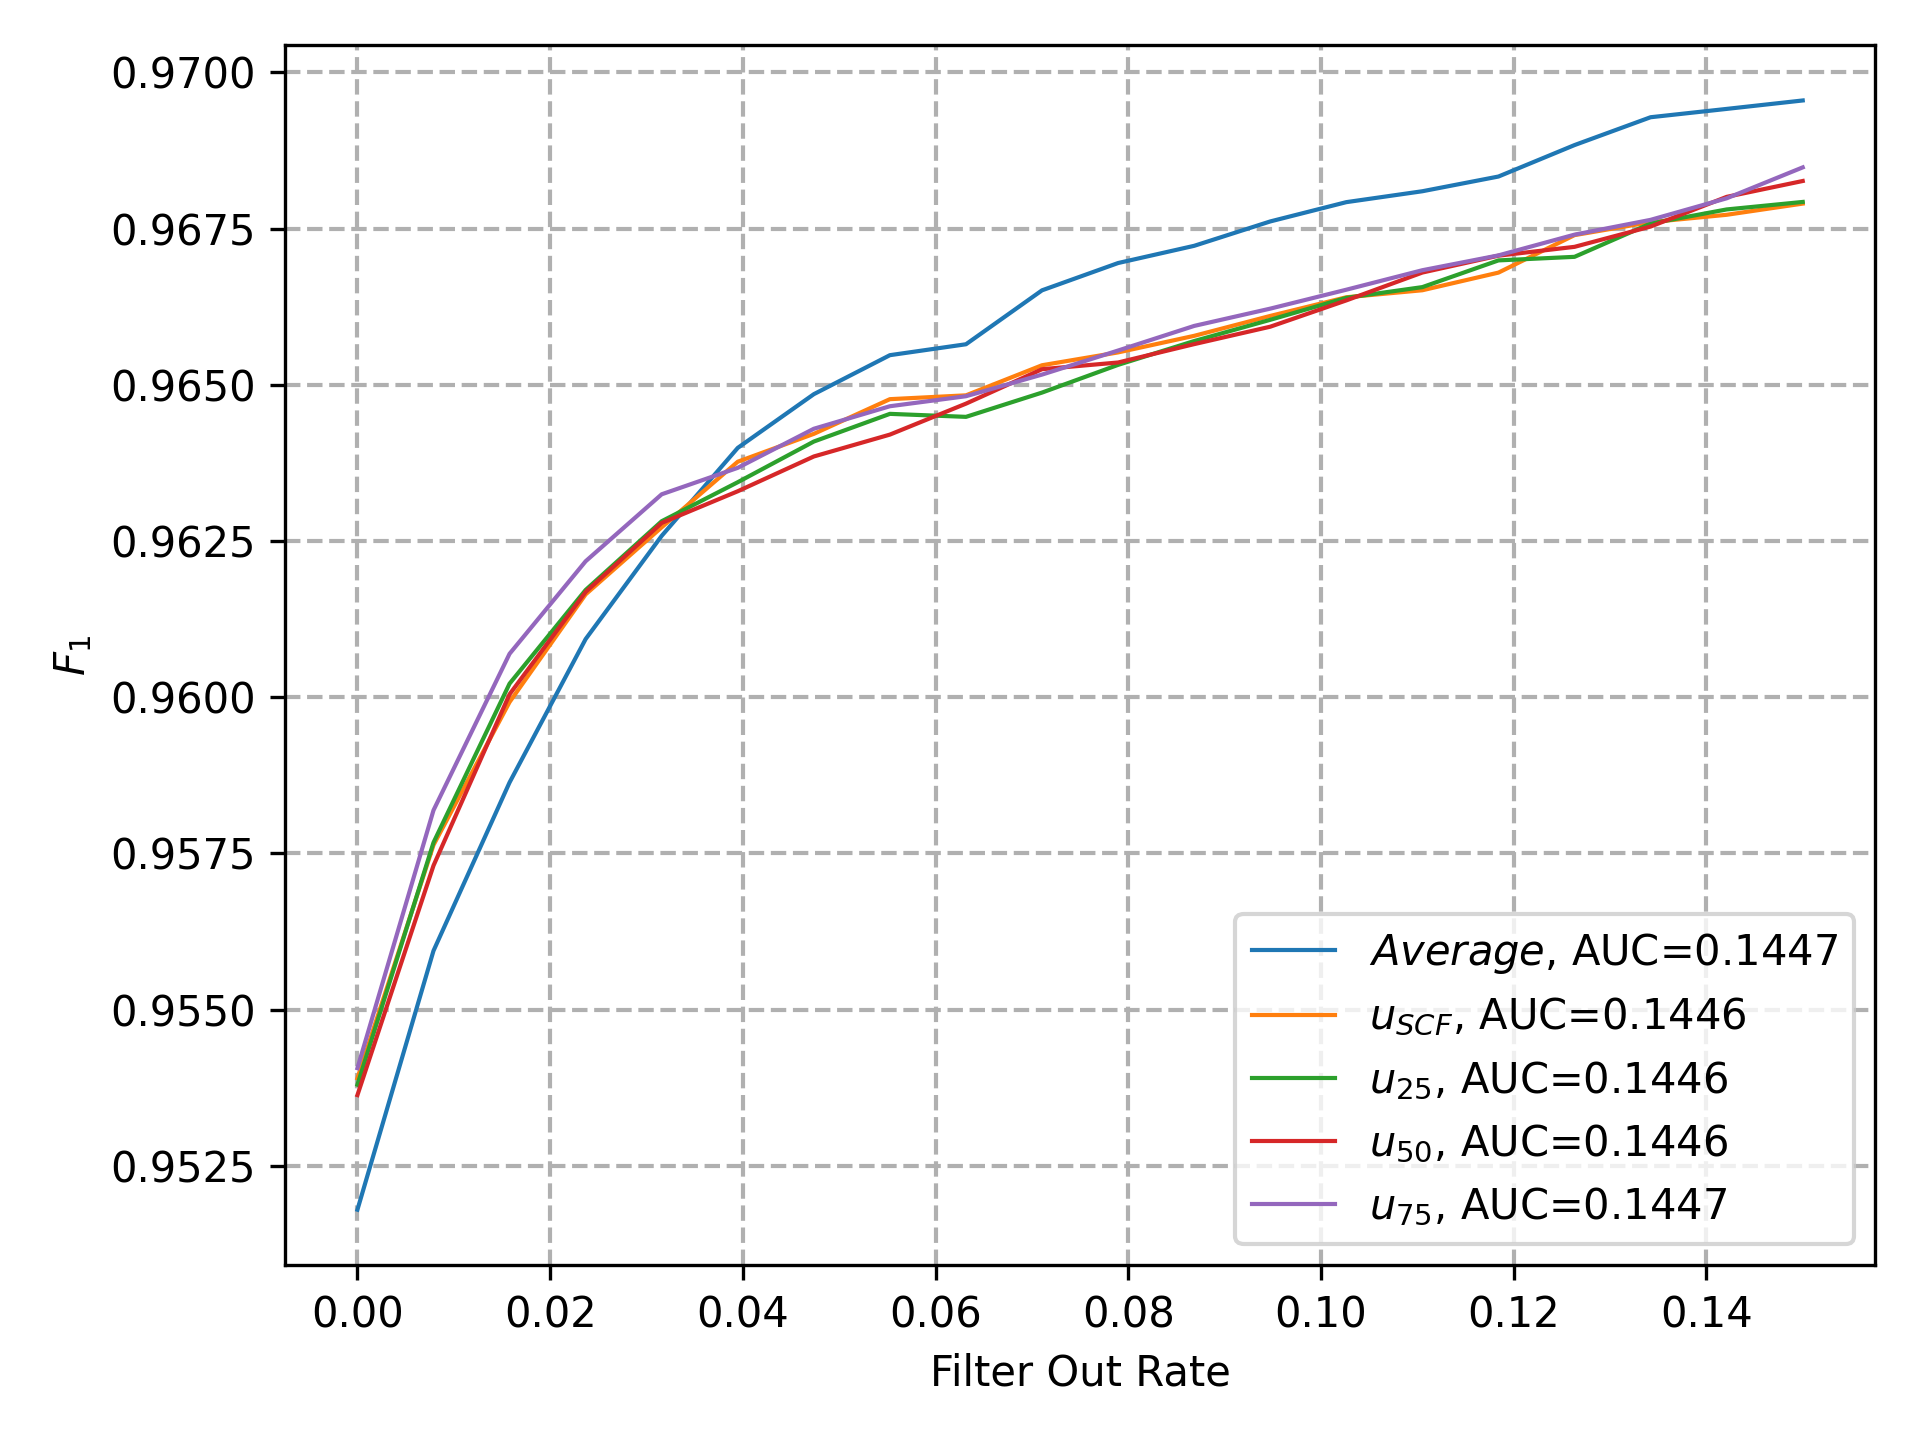 0.9700
0.9675
0.9650
0.9625
0.9600
0.9575
0.9550
0.9525
F1
0.00 0.02 0.04 0.06 0.08 0.10 0.12 0.14
Filter Out Rate
Average, AUC=0.1447
uSCF, AUC=0.1446
u25, AUC=0.1446
u50, AUC=0.1446
u75, AUC=0.1447